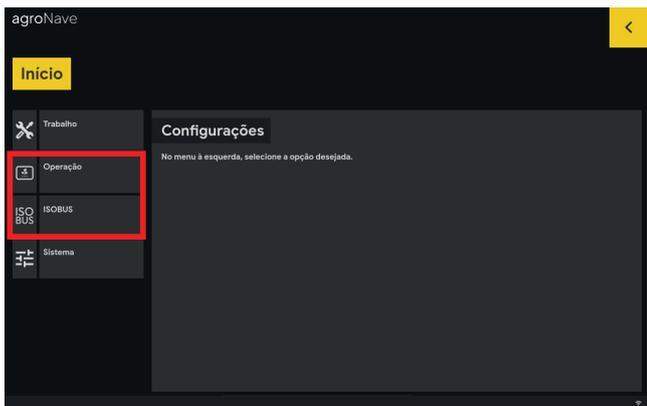 agroNave
Início
Trabalho
Configurações
No menu à esquerda, selecione a opção desejada.
Operação
ISO
BUS
ISOBUS
Sistema